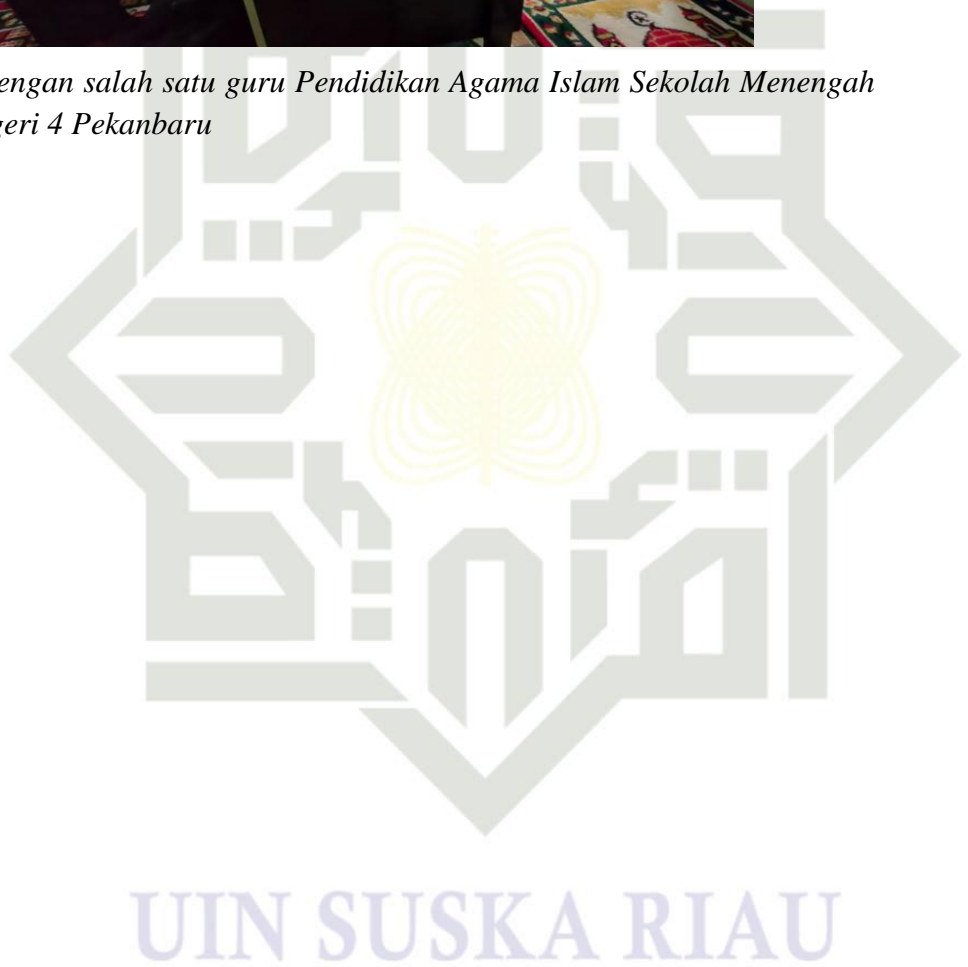 engan salah satu guru Pendidikan Agama Islam Sekolah Menengah
geri 4 Pekanbaru
UIN SUSKA RIAU